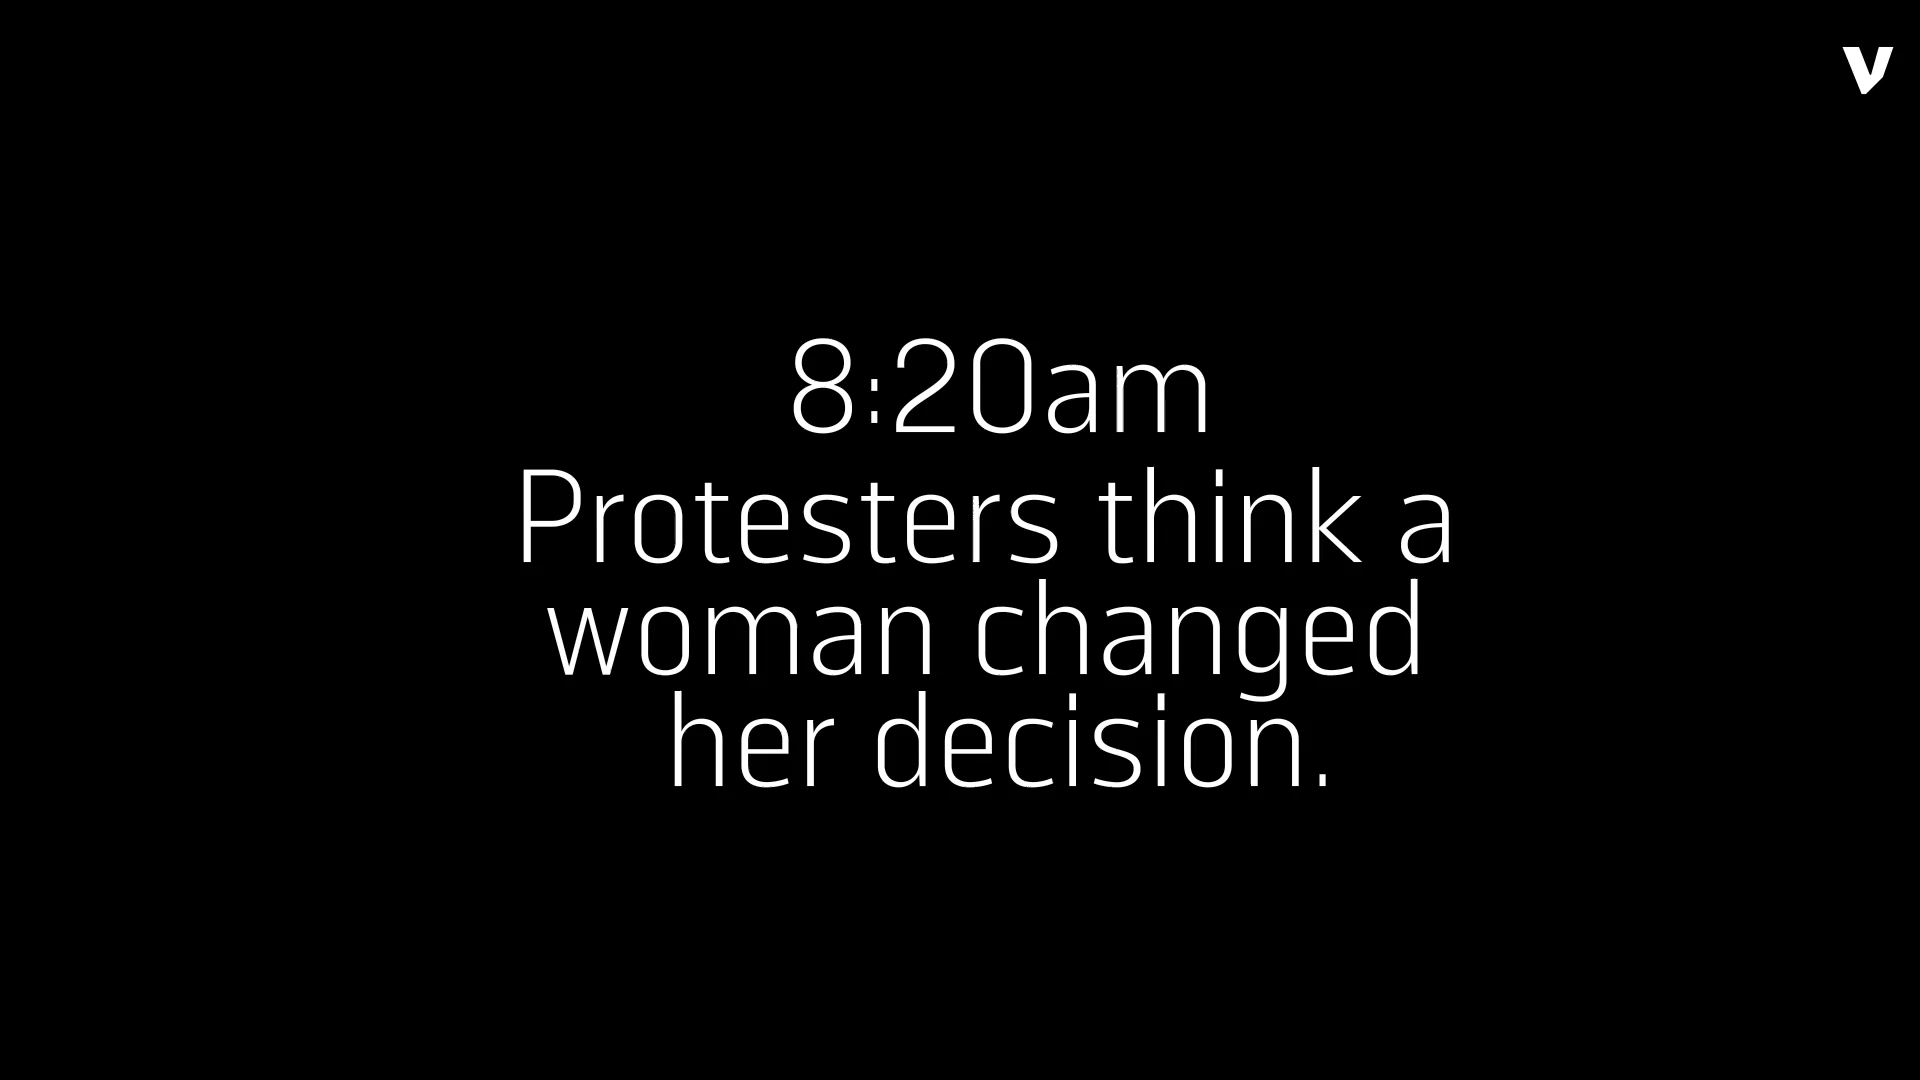 V
8:20am
Protesters think a
woman changed
her decision.